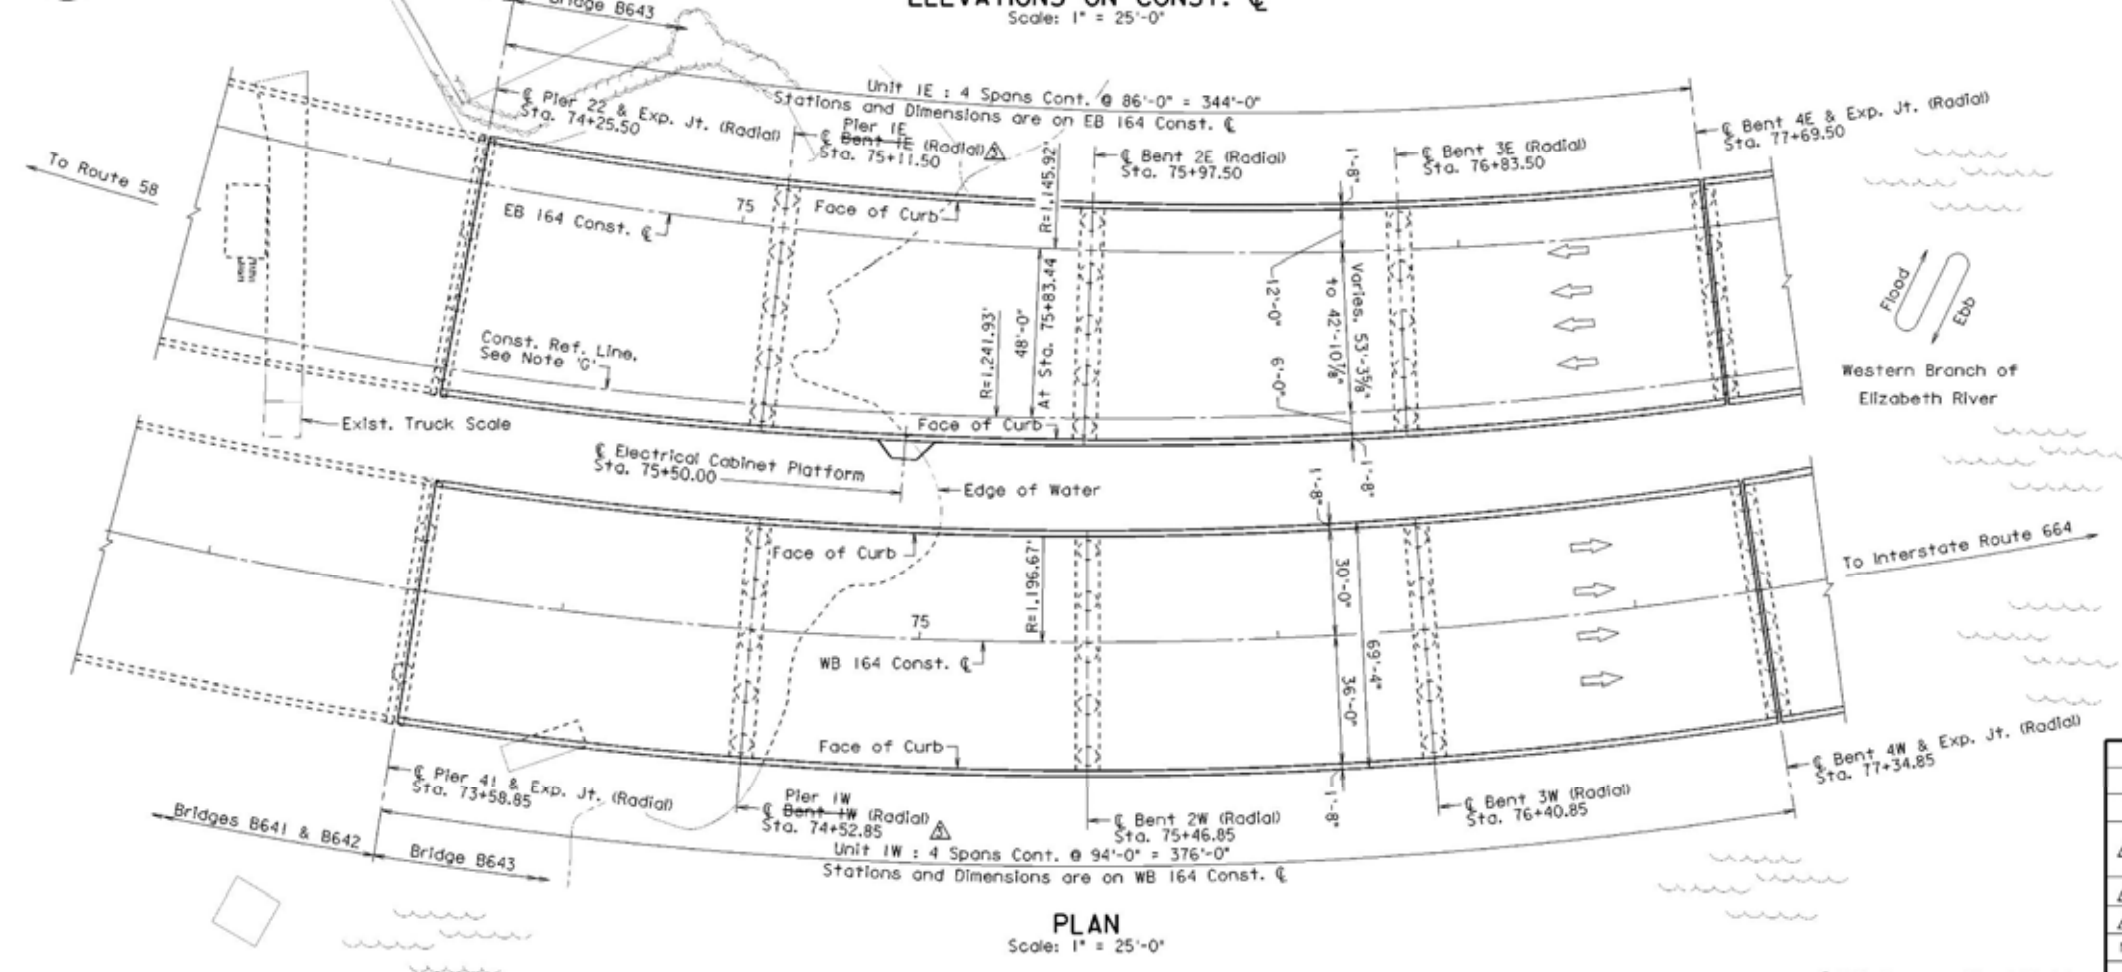 ELEVATIONS ON CONST. ℄
Scale: 1" = 25'-0"
Bridge B643
Unit 1E : 4 Spans Cont. @ 86'-0" = 344'-0"
Stations and Dimensions are on EB 164 Const. ℄
℄ Pier 22 & Exp. Jt. (Radial)
Sta. 74+25.50
Pier 1E
℄ Bent 1E (Radial)
Sta. 75+11.50
℄ Bent 2E (Radial)
Sta. 75+97.50
℄ Bent 3E (Radial)
Sta. 76+83.50
℄ Bent 4E & Exp. Jt. (Radial)
Sta. 77+69.50
To Route 58
EB 164 Const. ℄
75
Face of Curb
R=1,145.92'
1'-8"
12'-0"
Varies, 53'-3⅝"
to 42'-10⅞"
6'-0"
R=1,241.93'
48'-0"
At Sta. 75+83.44
Const. Ref. Line,
See Note 'G'
Flood
Ebb
Western Branch of
Elizabeth River
Exist. Truck Scale
Face of Curb
℄ Electrical Cabinet Platform
Sta. 75+50.00
Edge of Water
1'-8"
1'-8"
Face of Curb
R=1,196.67'
30'-0"
69'-4"
36'-0"
To Interstate Route 664
75
WB 164 Const. ℄
Face of Curb
1'-8"
℄ Pier 41 & Exp. Jt. (Radial)
Sta. 73+58.85
Pier 1W
℄ Bent 1W (Radial)
Sta. 74+52.85
℄ Bent 2W (Radial)
Sta. 75+46.85
℄ Bent 3W (Radial)
Sta. 76+40.85
℄ Bent 4W & Exp. Jt. (Radial)
Sta. 77+34.85
Bridges B641 & B642
Bridge B643
Unit 1W : 4 Spans Cont. @ 94'-0" = 376'-0"
Stations and Dimensions are on WB 164 Const. ℄
PLAN
Scale: 1" = 25'-0"